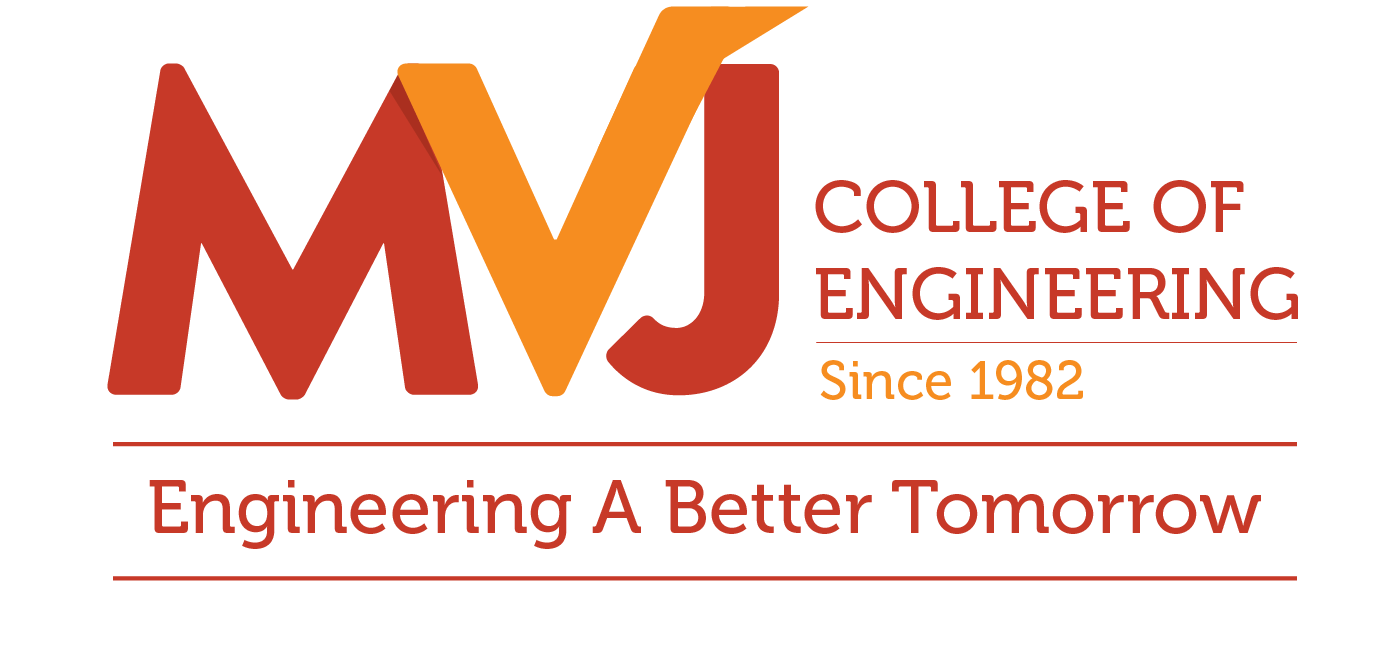 MVJ
COLLEGE OF
ENGINEERING
Since 1982
Engineering A Better Tomorrow